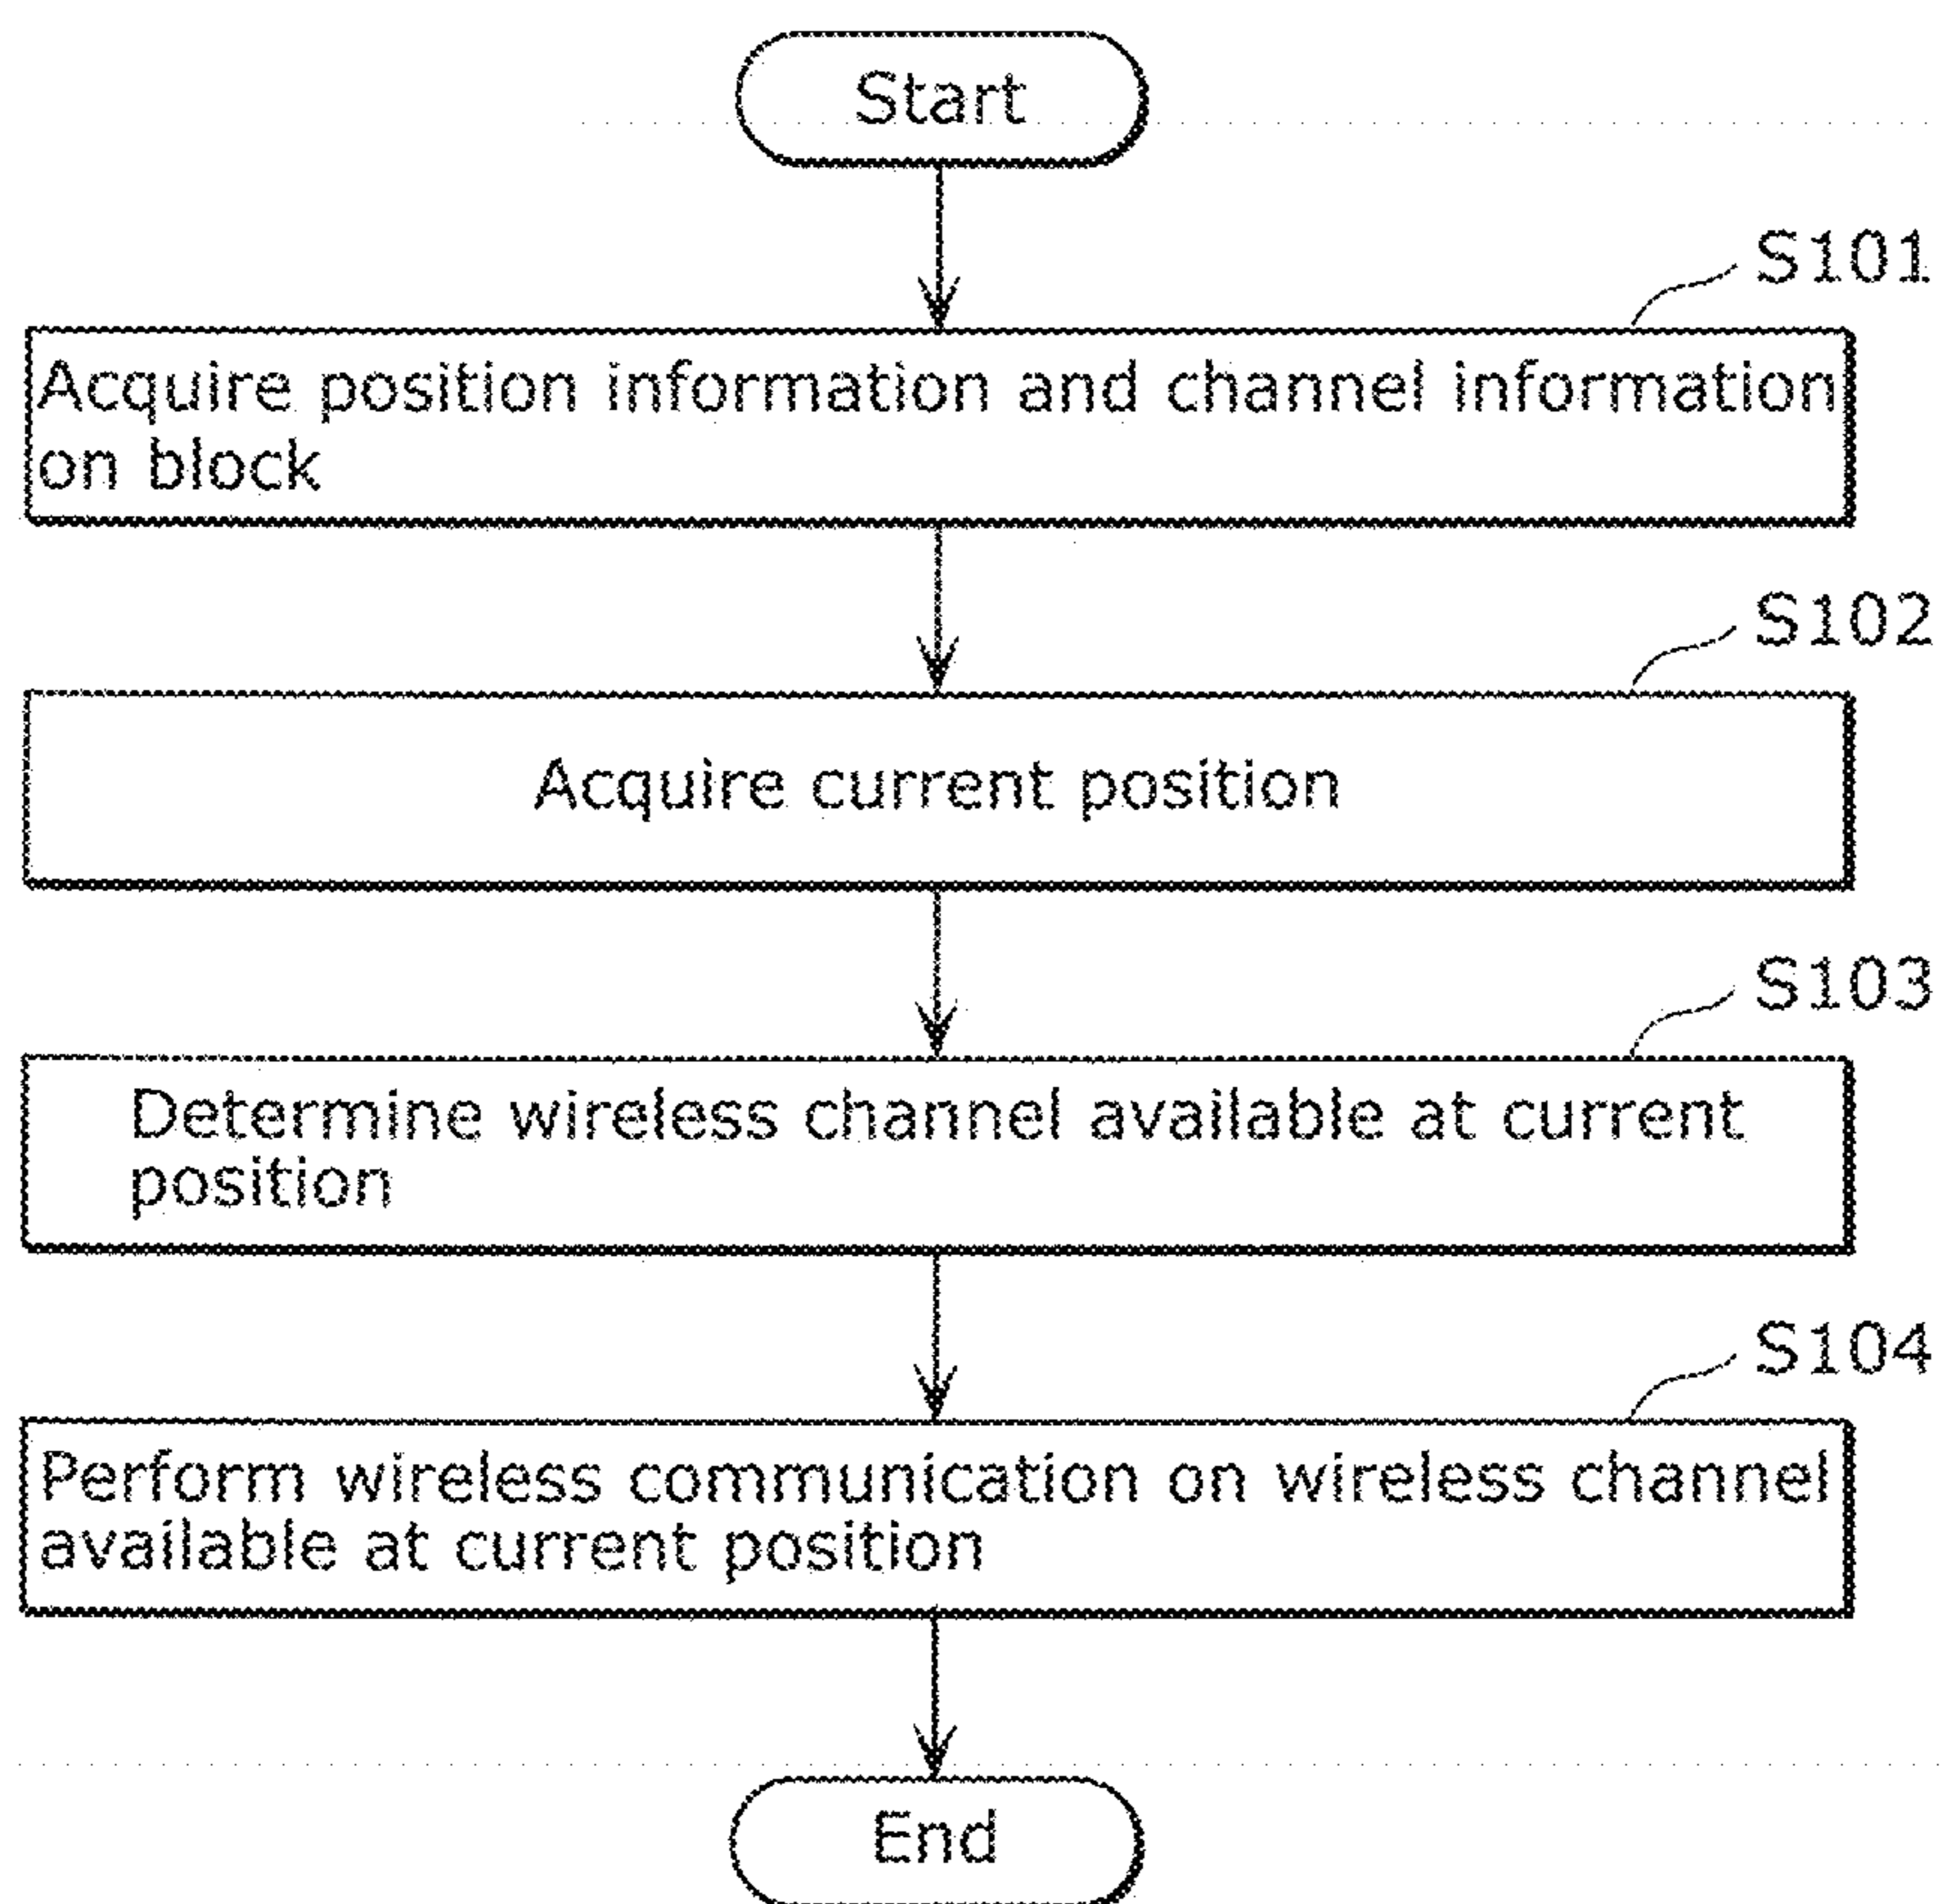 Start
S101
Acquire position information and channel information
on block
S102
Acquire current position
S103
Determine wireless channel available at current
position
S104
Perform wireless communication on wireless channel
available at current position
End